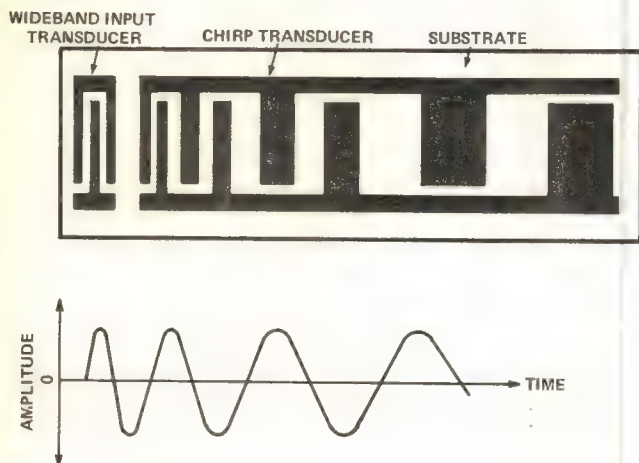 WIDEBAND INPUT
TRANSDUCER
CHIRP TRANSDUCER
SUBSTRATE
AMPLITUDE
0
TIME